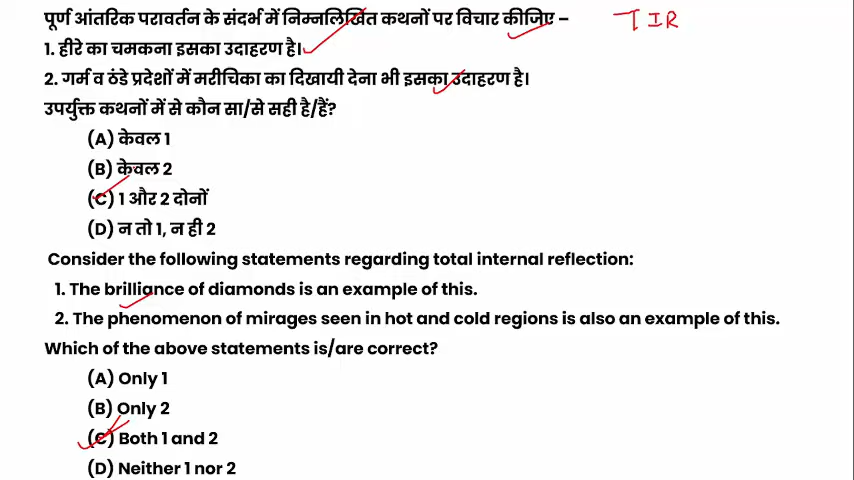 पूर्ण आंतरिक परावर्तन के संदर्भ में निम्नलिखित कथनों पर विचार कीजिए – TIR
1. हीरे का चमकना इसका उदाहरण है।
2. गर्म व ठंडे प्रदेशों में मरीचिका का दिखायी देना भी इसका उदाहरण है।
उपर्युक्त कथनों में से कौन सा/से सही है/हैं?
(A) केवल 1
(B) केवल 2
(C) 1 और 2 दोनों
(D) न तो 1, न ही 2
Consider the following statements regarding total internal reflection:
1. The brilliance of diamonds is an example of this.
2. The phenomenon of mirages seen in hot and cold regions is also an example of this.
Which of the above statements is/are correct?
(A) Only 1
(B) Only 2
(C) Both 1 and 2
(D) Neither 1 nor 2